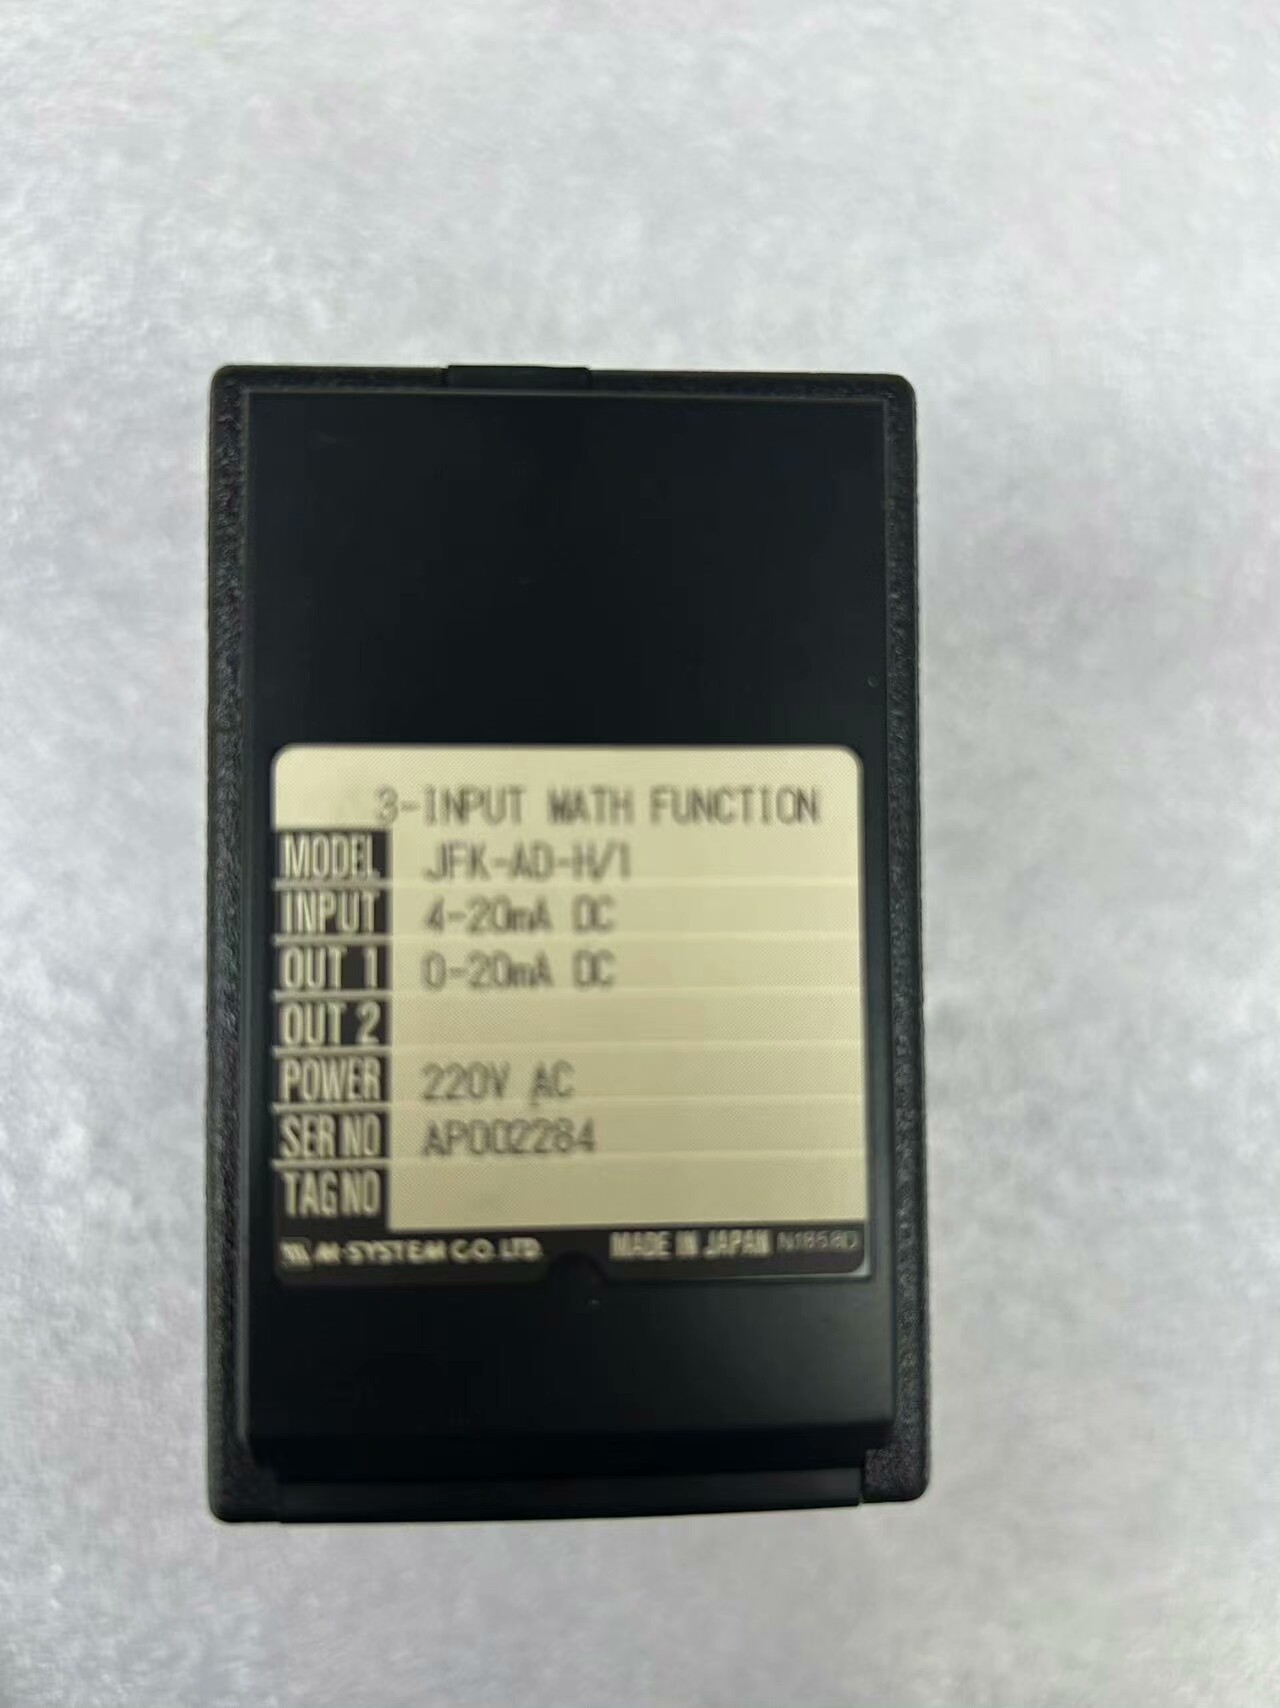 3-INPUT MATH FUNCTION
MODEL JFK-AD-H/1
INPUT 4-20mA DC
OUT 1 0-20mA DC
OUT 2
POWER 220V AC
SER NO AP002284
TAG NO
M-SYSTEM CO., LTD. MADE IN JAPAN N1858D